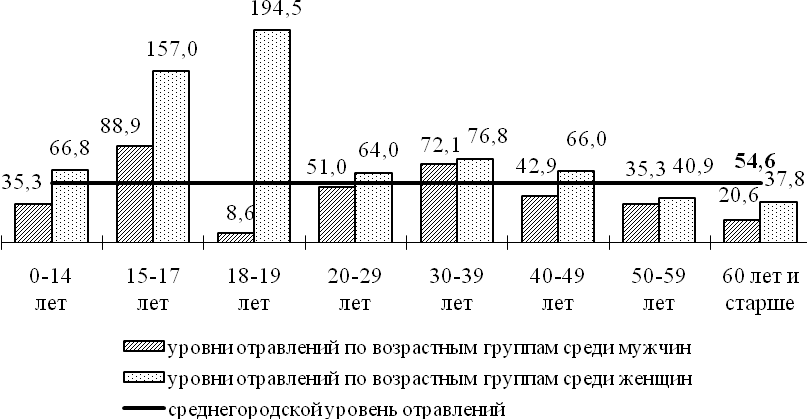 194,5
157,0
88,9
66,8
35,3
8,6
51,0
64,0
72,1
76,8
42,9
66,0
35,3
40,9
54,6
20,6
37,8
0-14 лет
15-17 лет
18-19 лет
20-29 лет
30-39 лет
40-49 лет
50-59 лет
60 лет и старше
уровни отравлений по возрастным группам среди мужчин
уровни отравлений по возрастным группам среди женщин
среднегородской уровень отравлений